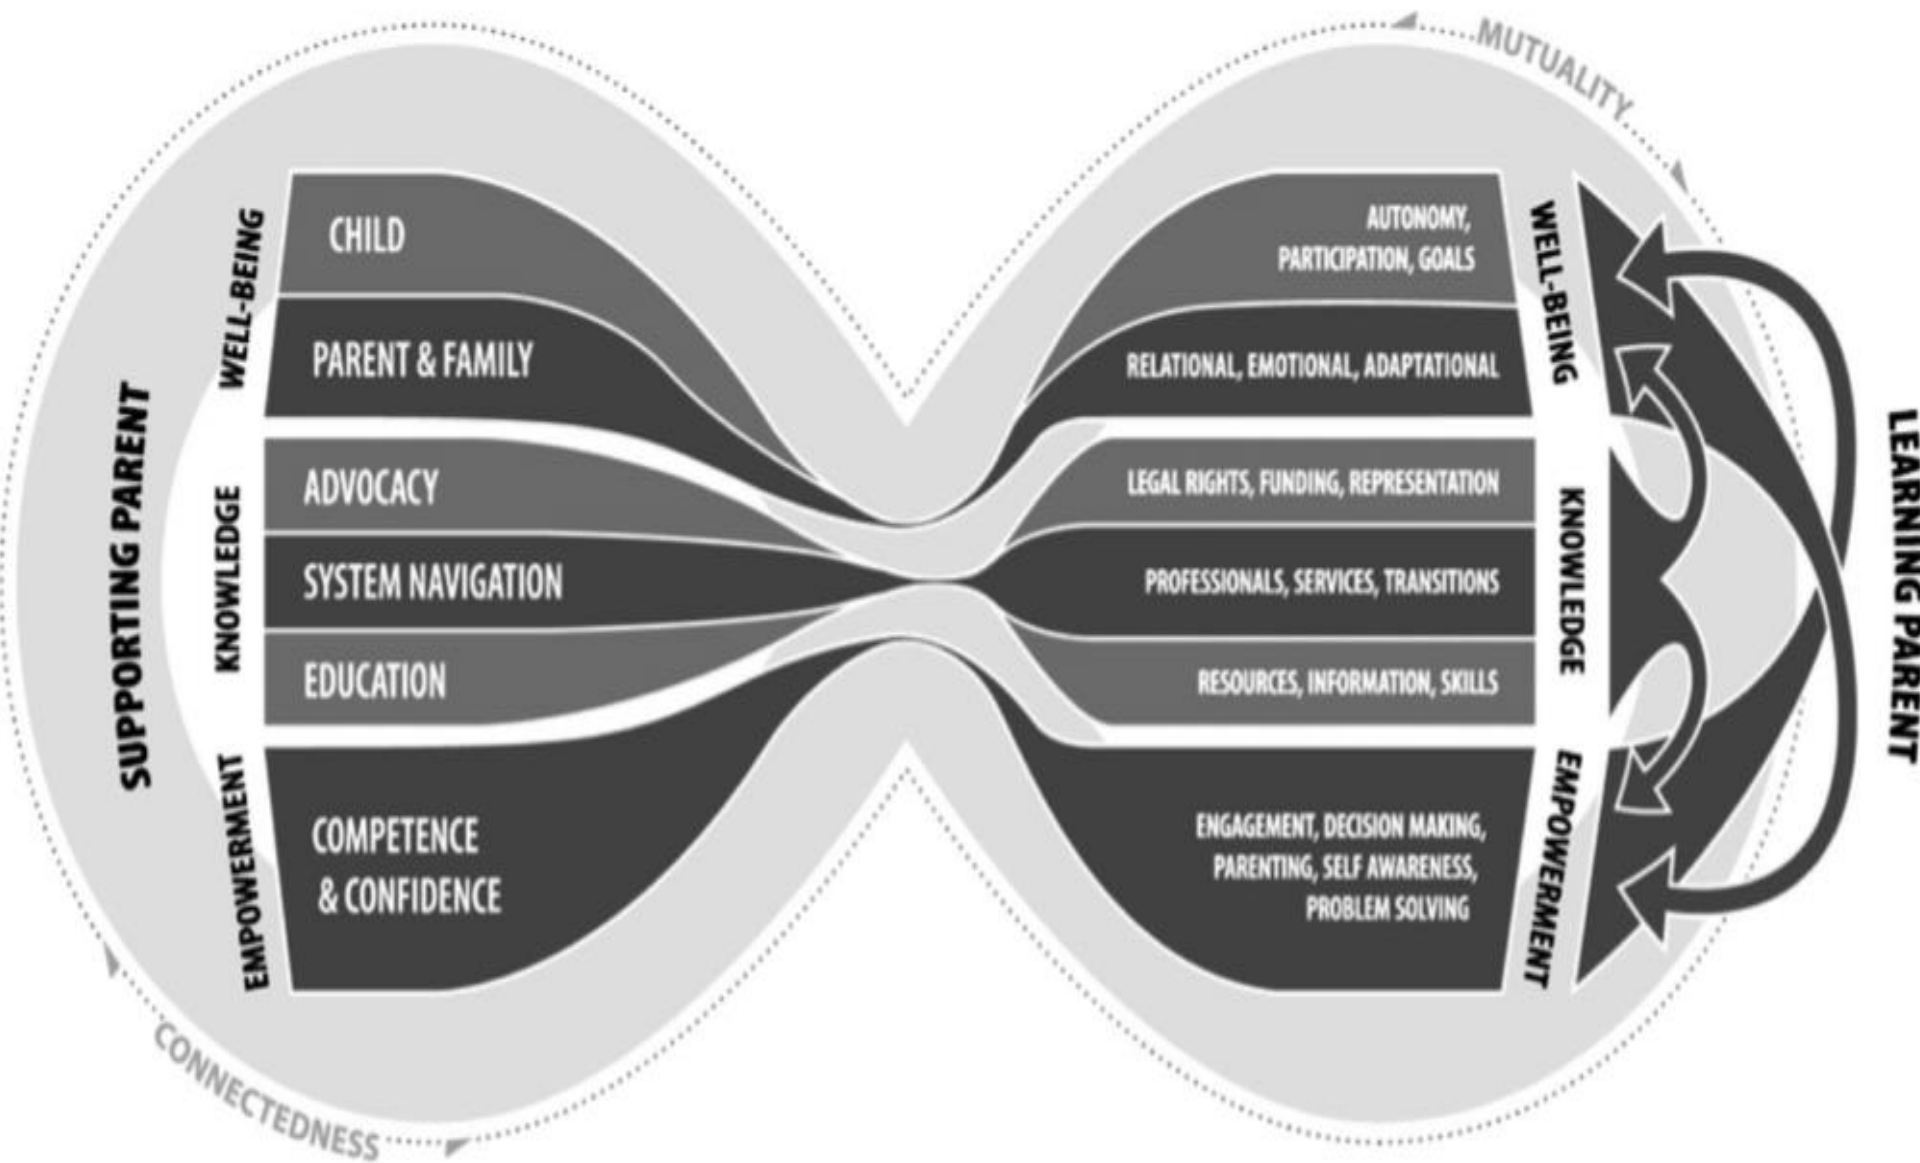 MUTUALITY
SUPPORTING PARENT
WELL-BEING
CHILD
PARENT & FAMILY
KNOWLEDGE
ADVOCACY
SYSTEM NAVIGATION
EDUCATION
EMPOWERMENT
COMPETENCE
& CONFIDENCE
AUTONOMY,
PARTICIPATION, GOALS
RELATIONAL, EMOTIONAL, ADAPTATIONAL
WELL-BEING
LEGAL RIGHTS, FUNDING, REPRESENTATION
PROFESSIONALS, SERVICES, TRANSITIONS
RESOURCES, INFORMATION, SKILLS
KNOWLEDGE
ENGAGEMENT, DECISION MAKING,
PARENTING, SELF AWARENESS,
PROBLEM SOLVING
EMPOWERMENT
LEARNING PARENT
CONNECTEDNESS